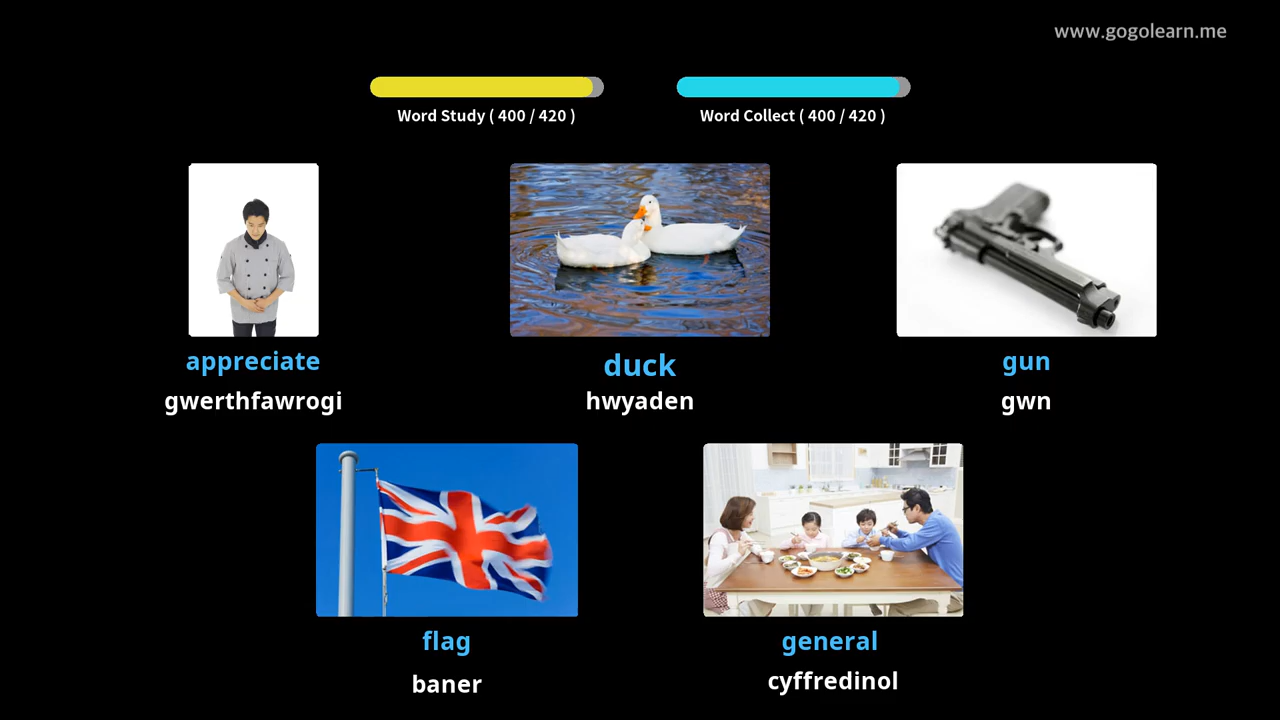 www.gogolearn.me
Word Study ( 400 / 420 )
Word Collect ( 400 / 420 )
appreciate
gwerthfawrogi
duck
hwyaden
gun
gwn
flag
baner
general
cyffredinol